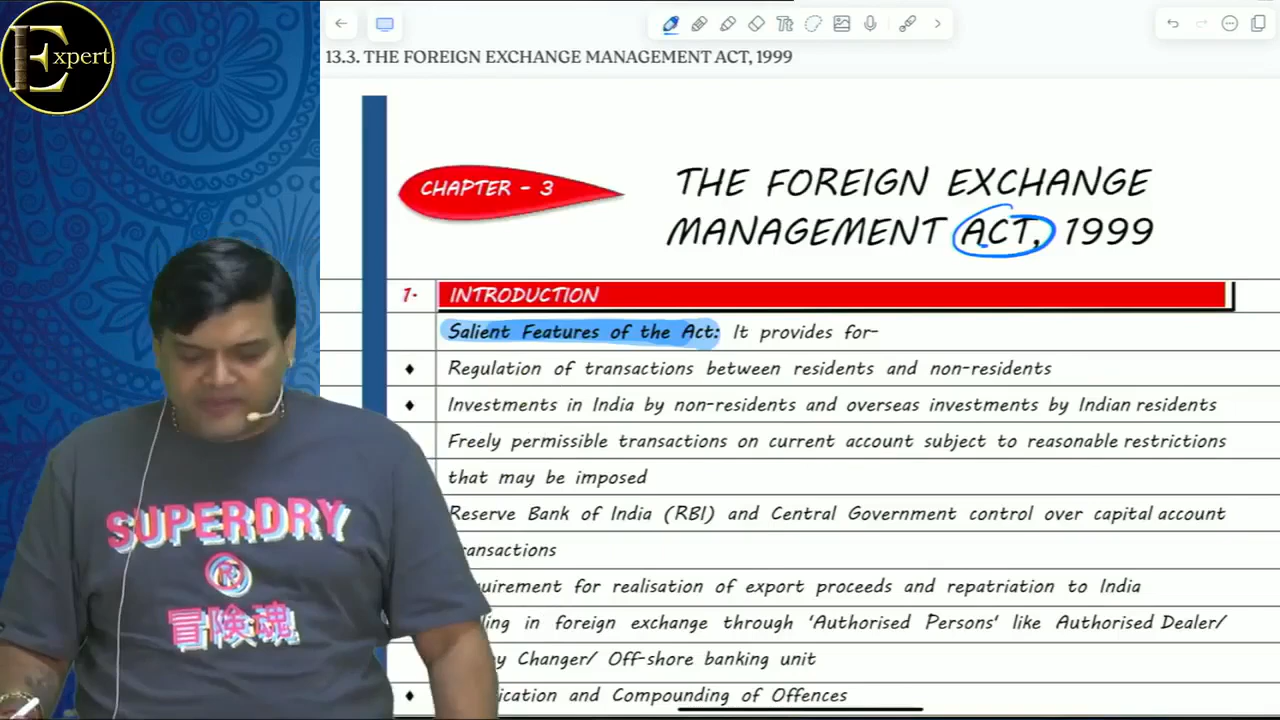 Expert
13.3. THE FOREIGN EXCHANGE MANAGEMENT ACT, 1999
CHAPTER - 3
THE FOREIGN EXCHANGE
MANAGEMENT ACT, 1999
1. INTRODUCTION
Salient Features of the Act: It provides for-
♦ Regulation of transactions between residents and non-residents
♦ Investments in India by non-residents and overseas investments by Indian residents
Freely permissible transactions on current account subject to reasonable restrictions
that may be imposed
Reserve Bank of India (RBI) and Central Government control over capital account
for realisation of export proceeds and repatriation to India
in foreign exchange through 'Authorised Persons' like Authorised Dealer/
Changer/ Off-shore banking unit
♦ and Compounding of Offences
SUPERDRY
R
冒険魂